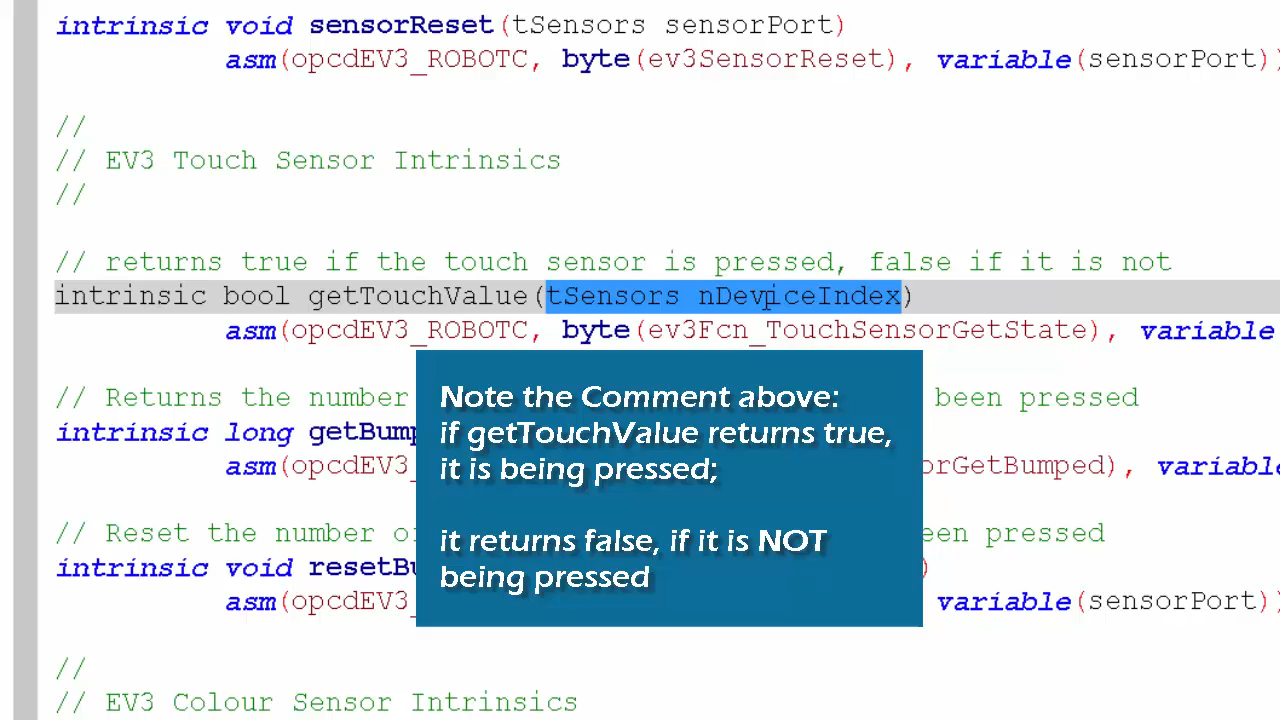 intrinsic void sensorReset(tSensors sensorPort)
asm(opcdEV3_ROBOTC, byte(ev3SensorReset), variable(sensorPort))
//
// EV3 Touch Sensor Intrinsics
//
// returns true if the touch sensor is pressed, false if it is not
intrinsic bool getTouchValue(tSensors nDeviceIndex)
asm(opcdEV3_ROBOTC, byte(ev3Fcn_TouchSensorGetState), variable
// Returns the number been pressed
intrinsic long getBump
asm(opcdEV3_ orGetBumped), variabl
// Reset the number o een pressed
intrinsic void resetBu )
asm(opcdEV3_ variable(sensorPort))
//
// EV3 Colour Sensor Intrinsics
Note the Comment above:
if getTouchValue returns true,
it is being pressed;
it returns false, if it is NOT
being pressed